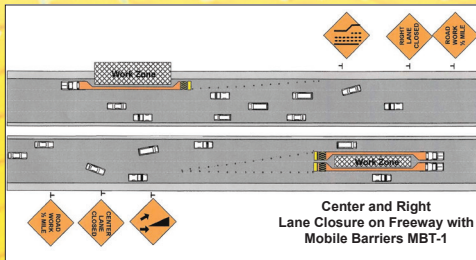 RIGHT
LANE
CLOSED
ROAD
WORK
½ MILE
Work Zone
Work Zone
ROAD
WORK
½ MILE
CENTER
LANE
CLOSED
Center and Right
Lane Closure on Freeway with
Mobile Barriers MBT-1